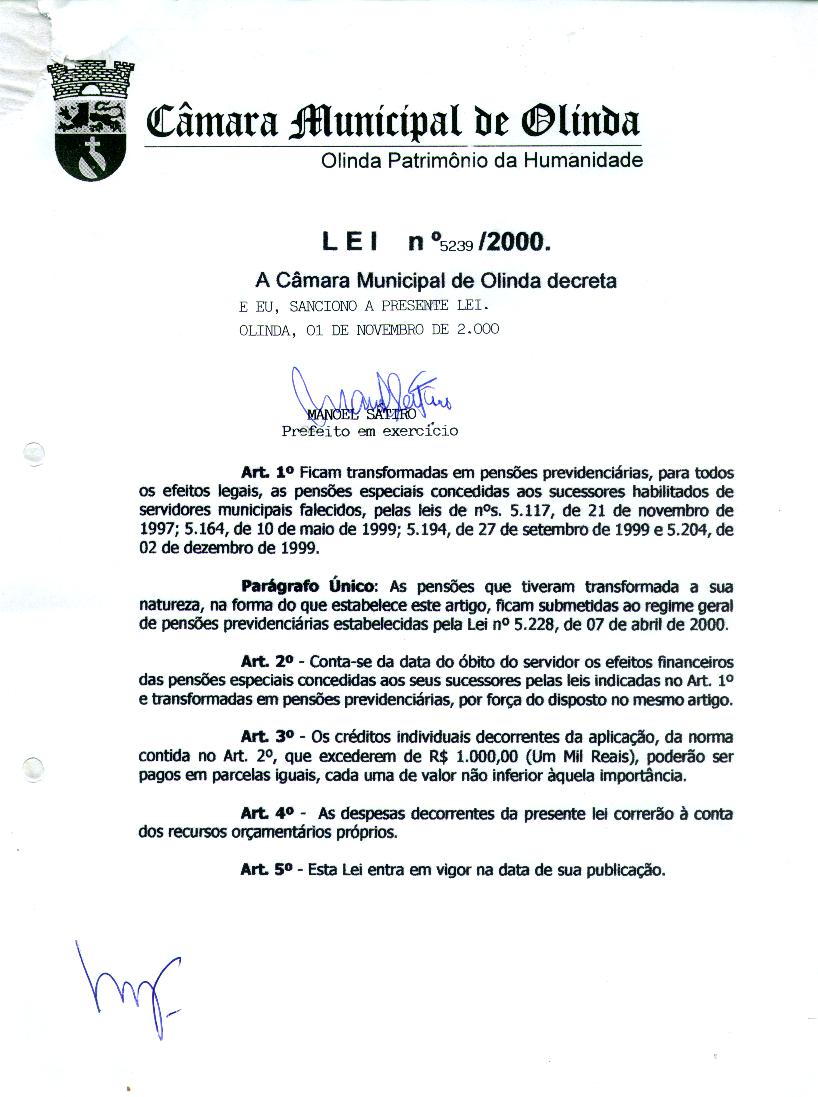 Câmara Municipal de Olinda
Olinda Patrimônio da Humanidade
LEI nº5239/2000.
A Câmara Municipal de Olinda decreta
E EU, SANCIONO A PRESENTE LEI.
OLINDA, 01 DE NOVEMBRO DE 2.000
MANOEL SÁTIRO
Prefeito em exercício
Art. 1º Ficam transformadas em pensões previdenciárias, para todos
os efeitos legais, as pensões especiais concedidas aos sucessores habilitados de
servidores municipais falecidos, pelas leis de nºs. 5.117, de 21 de novembro de
1997; 5.164, de 10 de maio de 1999; 5.194, de 27 de setembro de 1999 e 5.204, de
02 de dezembro de 1999.
Parágrafo Único: As pensões que tiveram transformada a sua
natureza, na forma do que estabelece este artigo, ficam submetidas ao regime geral
de pensões previdenciárias estabelecidas pela Lei nº 5.228, de 07 de abril de 2000.
Art. 2º - Conta-se da data do óbito do servidor os efeitos financeiros
das pensões especiais concedidas aos seus sucessores pelas leis indicadas no Art. 1º
e transformadas em pensões previdenciárias, por força do disposto no mesmo artigo.
Art. 3º - Os créditos individuais decorrentes da aplicação, da norma
contida no Art. 2º, que excederem de R$ 1.000,00 (Um Mil Reais), poderão ser
pagos em parcelas iguais, cada uma de valor não inferior àquela importância.
Art. 4º - As despesas decorrentes da presente lei correrão à conta
dos recursos orçamentários próprios.
Art. 5º - Esta Lei entra em vigor na data de sua publicação.